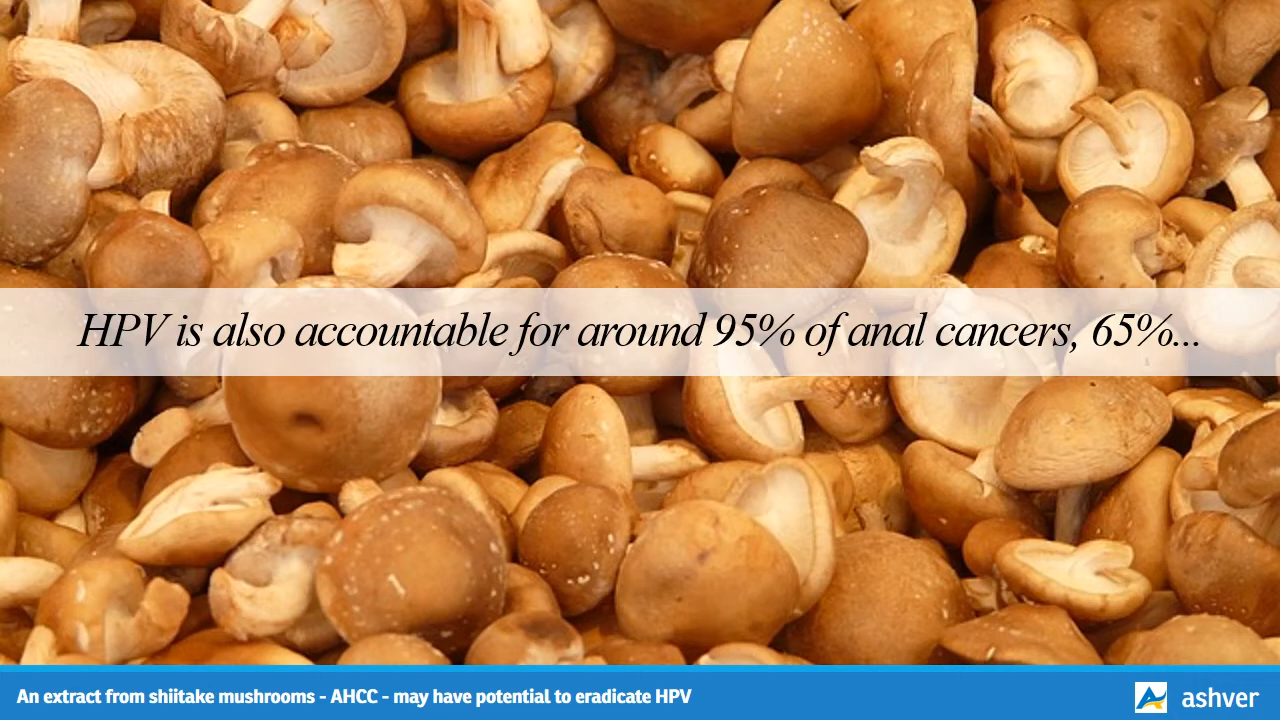 HPV is also accountable for around 95% of anal cancers, 65%...
An extract from shiitake mushrooms - AHCC - may have potential to eradicate HPV
ashver